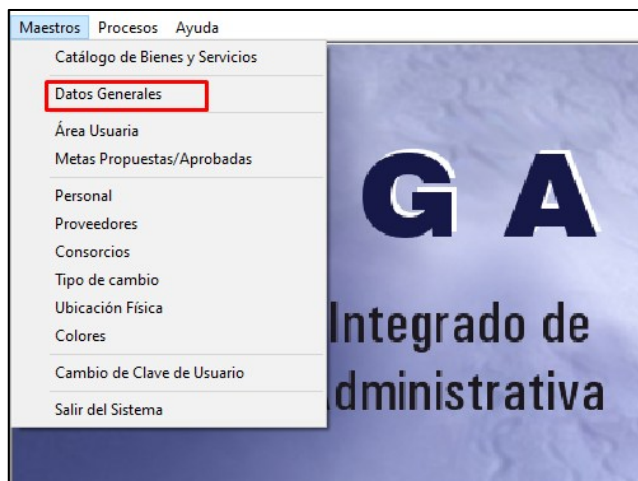 Maestros Procesos Ayuda
Catálogo de Bienes y Servicios
Datos Generales
Área Usuaria
Metas Propuestas/Aprobadas
Personal
Proveedores
Consorcios
Tipo de cambio
Ubicación Física
Colores
Cambio de Clave de Usuario
Salir del Sistema
G A
Integrado de
dministrativa